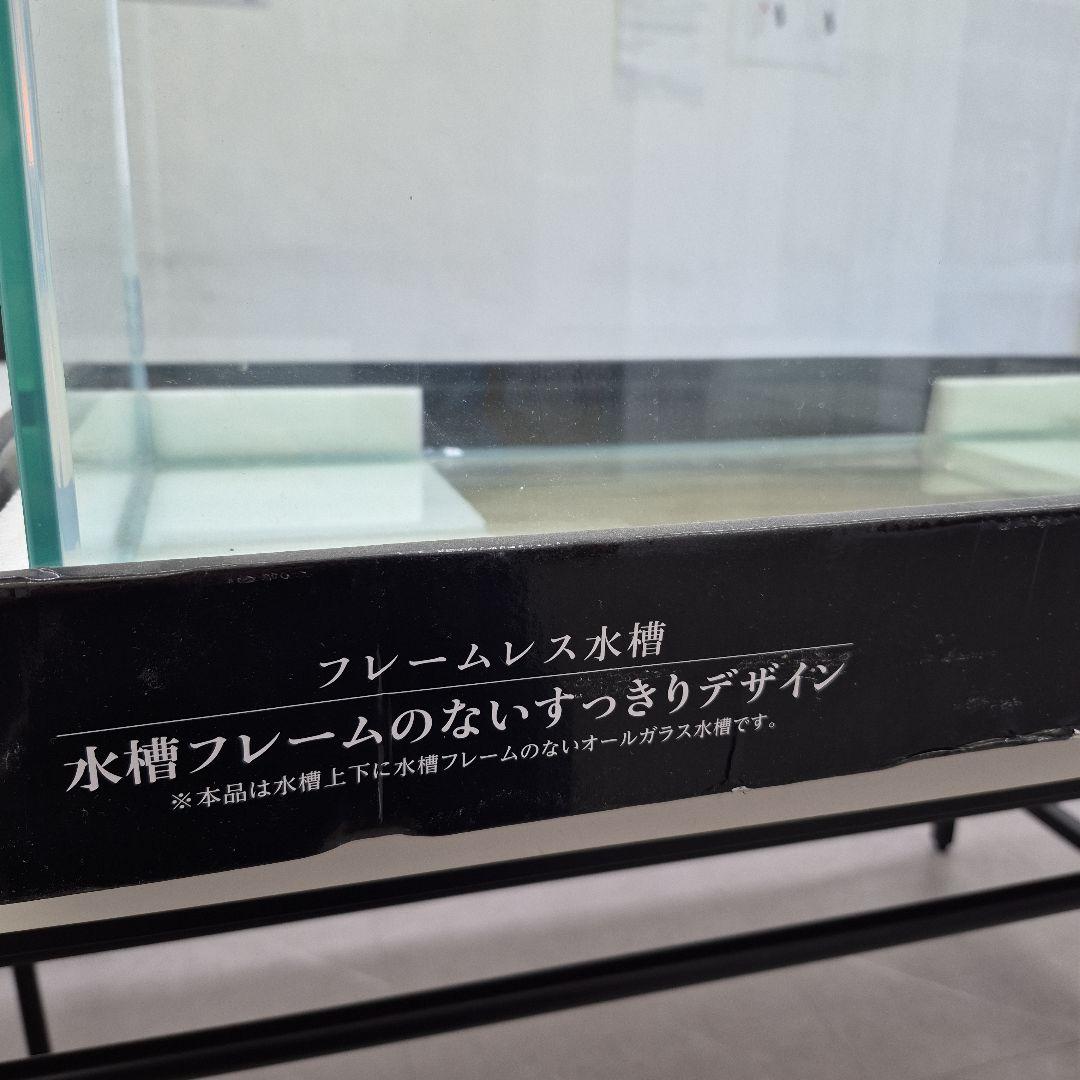 フレームレス水槽
水槽フレームのないすっきりデザイン
※本品は水槽上下に水槽フレームのないオールガラス水槽です。